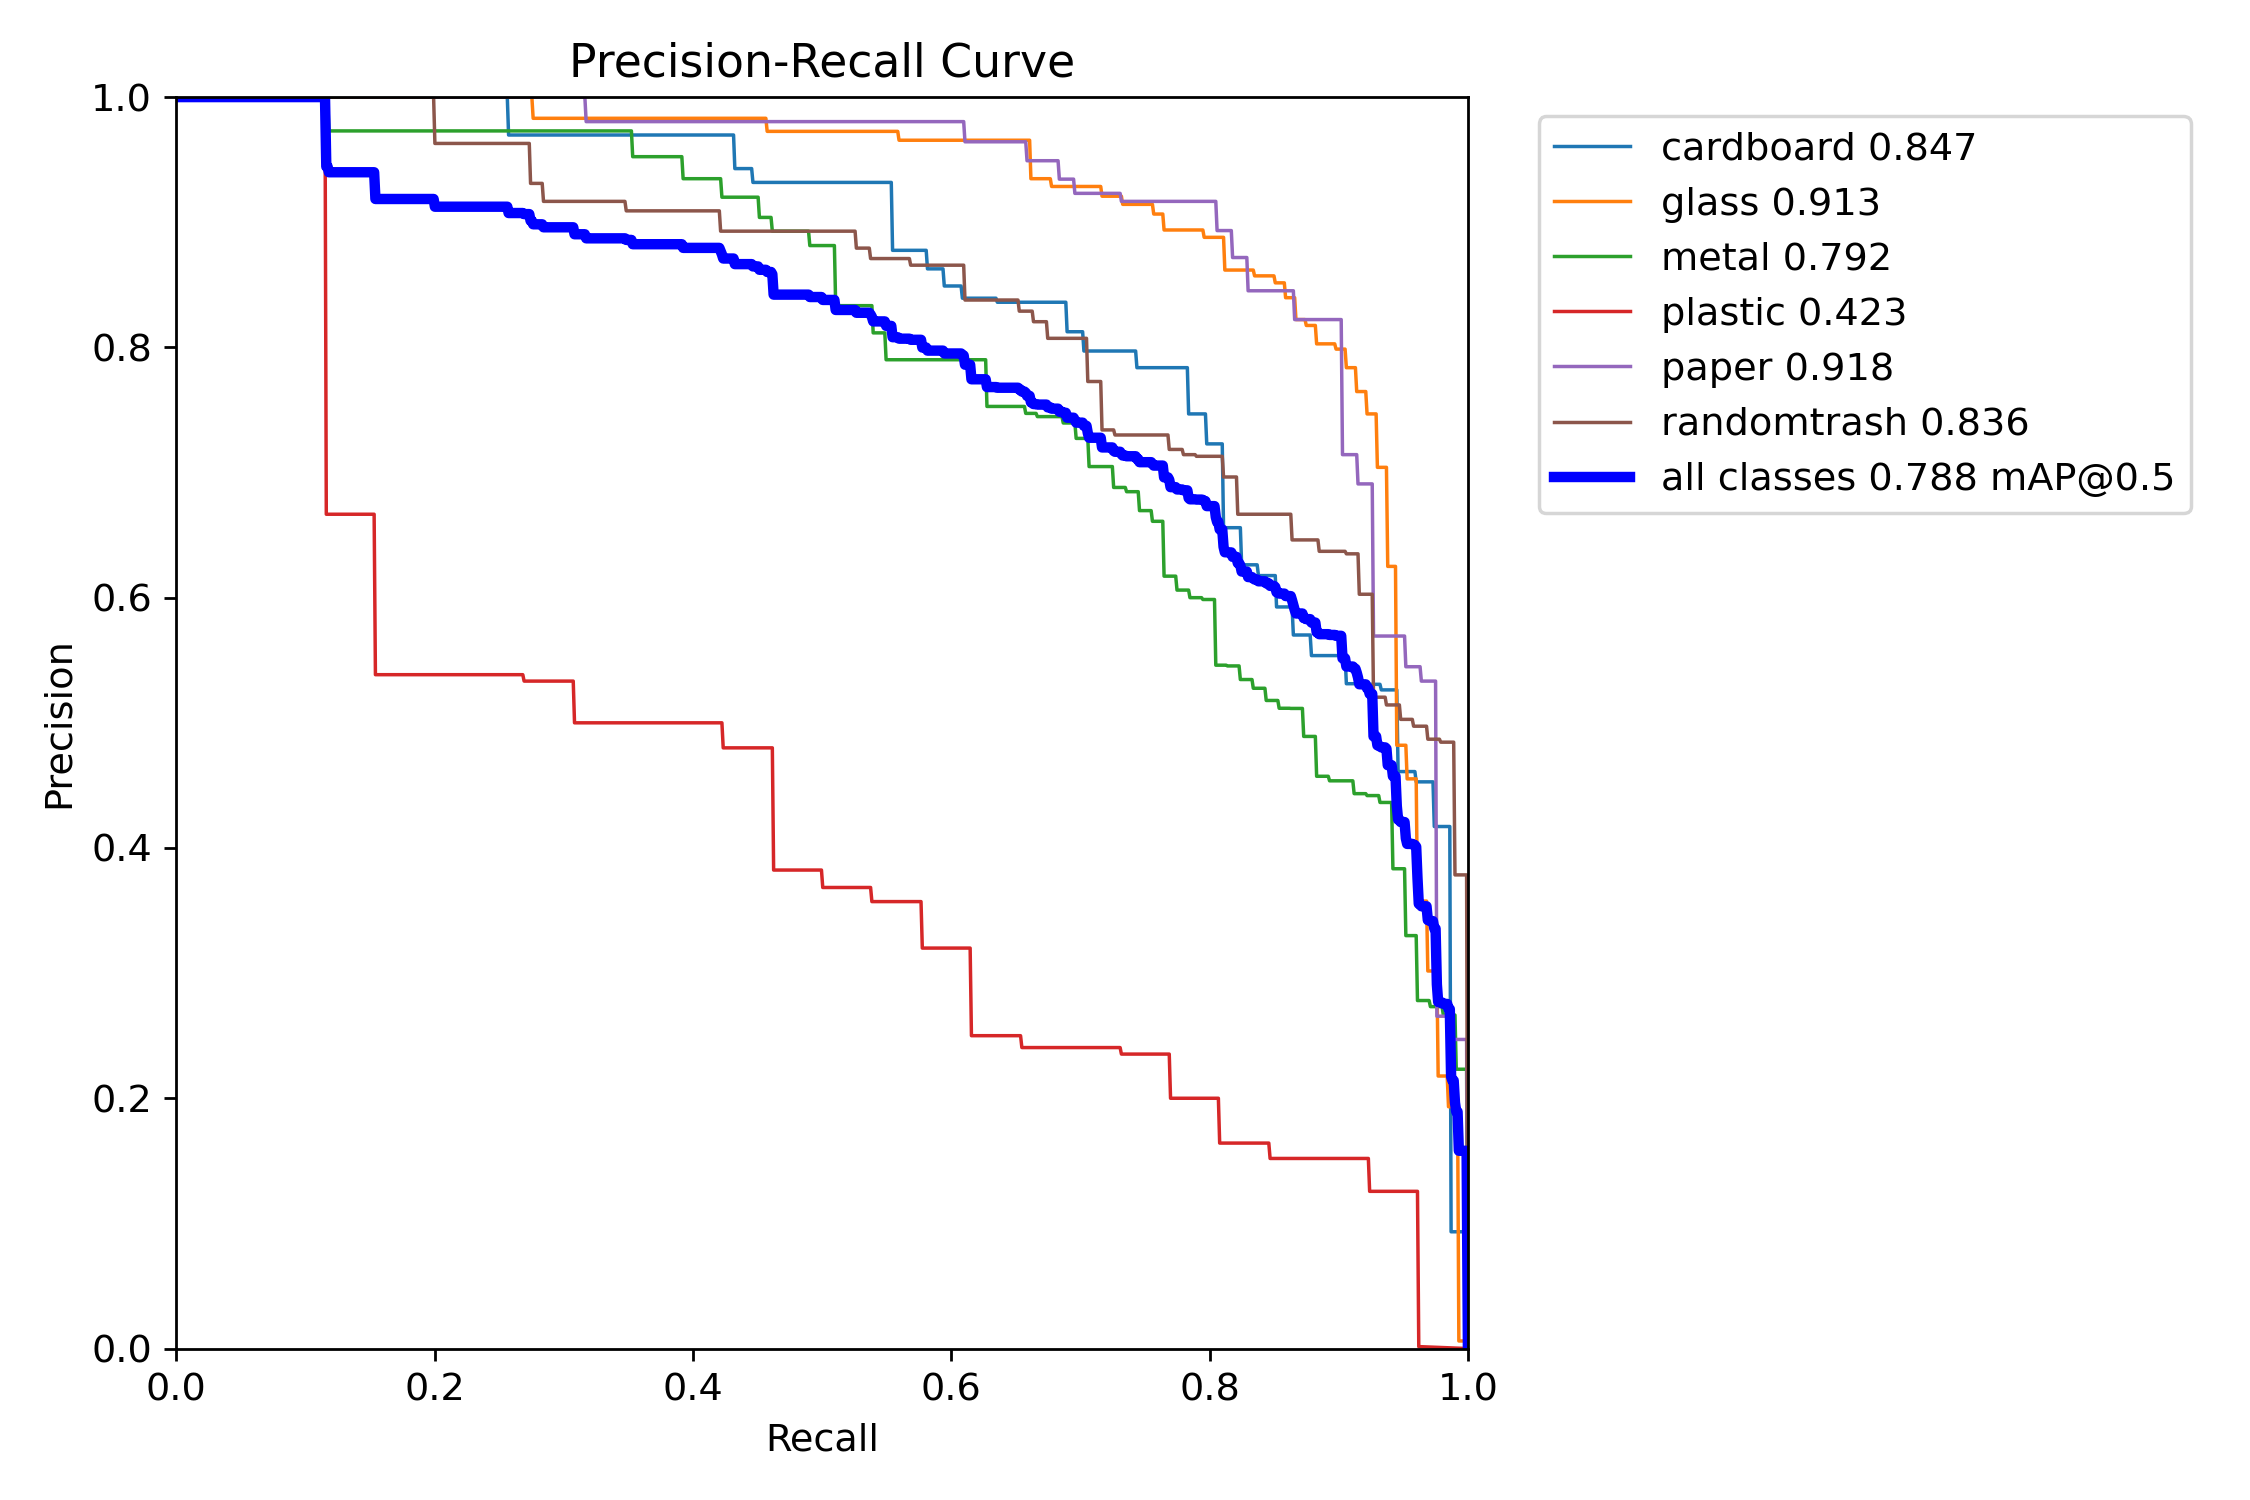 Precision-Recall Curve
1.0
0.8
0.6
0.4
0.2
0.0
Precision
0.0 0.2 0.4 0.6 0.8 1.0
Recall
cardboard 0.847
glass 0.913
metal 0.792
plastic 0.423
paper 0.918
randomtrash 0.836
all classes 0.788 mAP@0.5